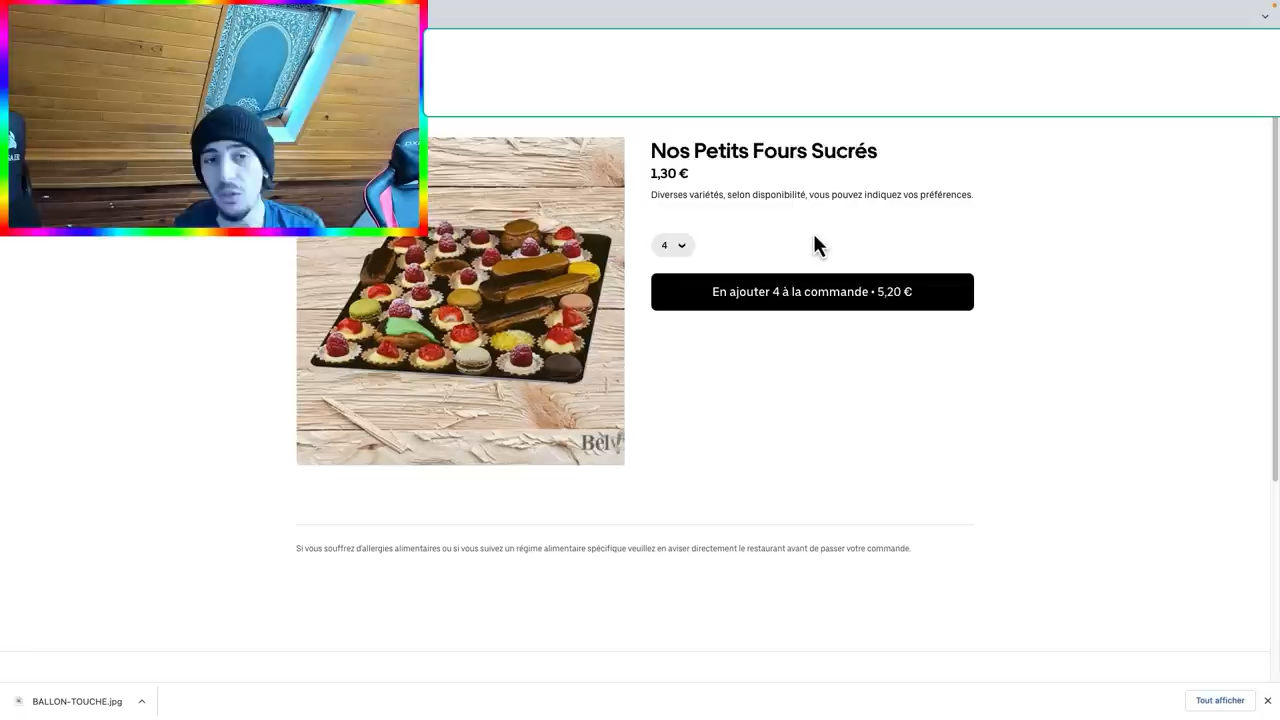 Nos Petits Fours Sucrés
1,30 €
Diverses variétés, selon disponibilité, vous pouvez indiquez vos préférences.
4
En ajouter 4 à la commande • 5,20 €
Si vous souffrez d'allergies alimentaires ou si vous suivez un régime alimentaire spécifique veuillez en aviser directement le restaurant avant de passer votre commande.
BALLON-TOUCHE.jpg
Tout afficher